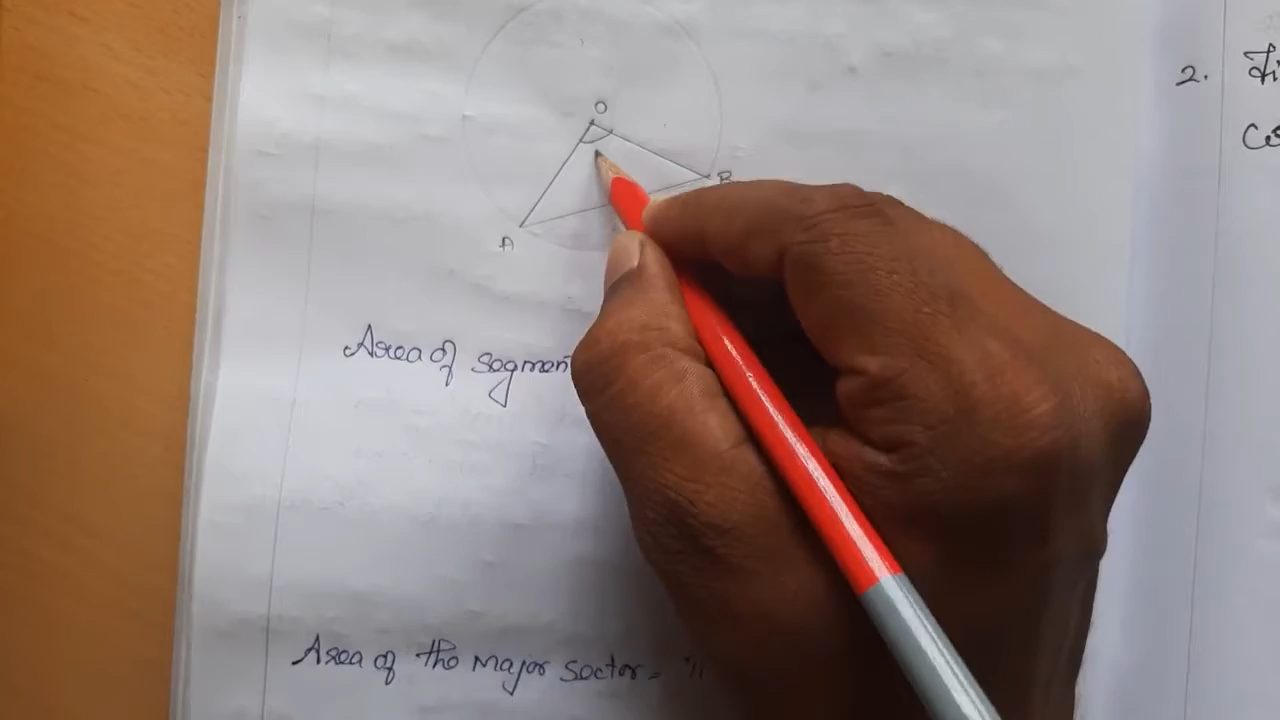 O
B
A
Area of segment
Area of the major sector =
2.